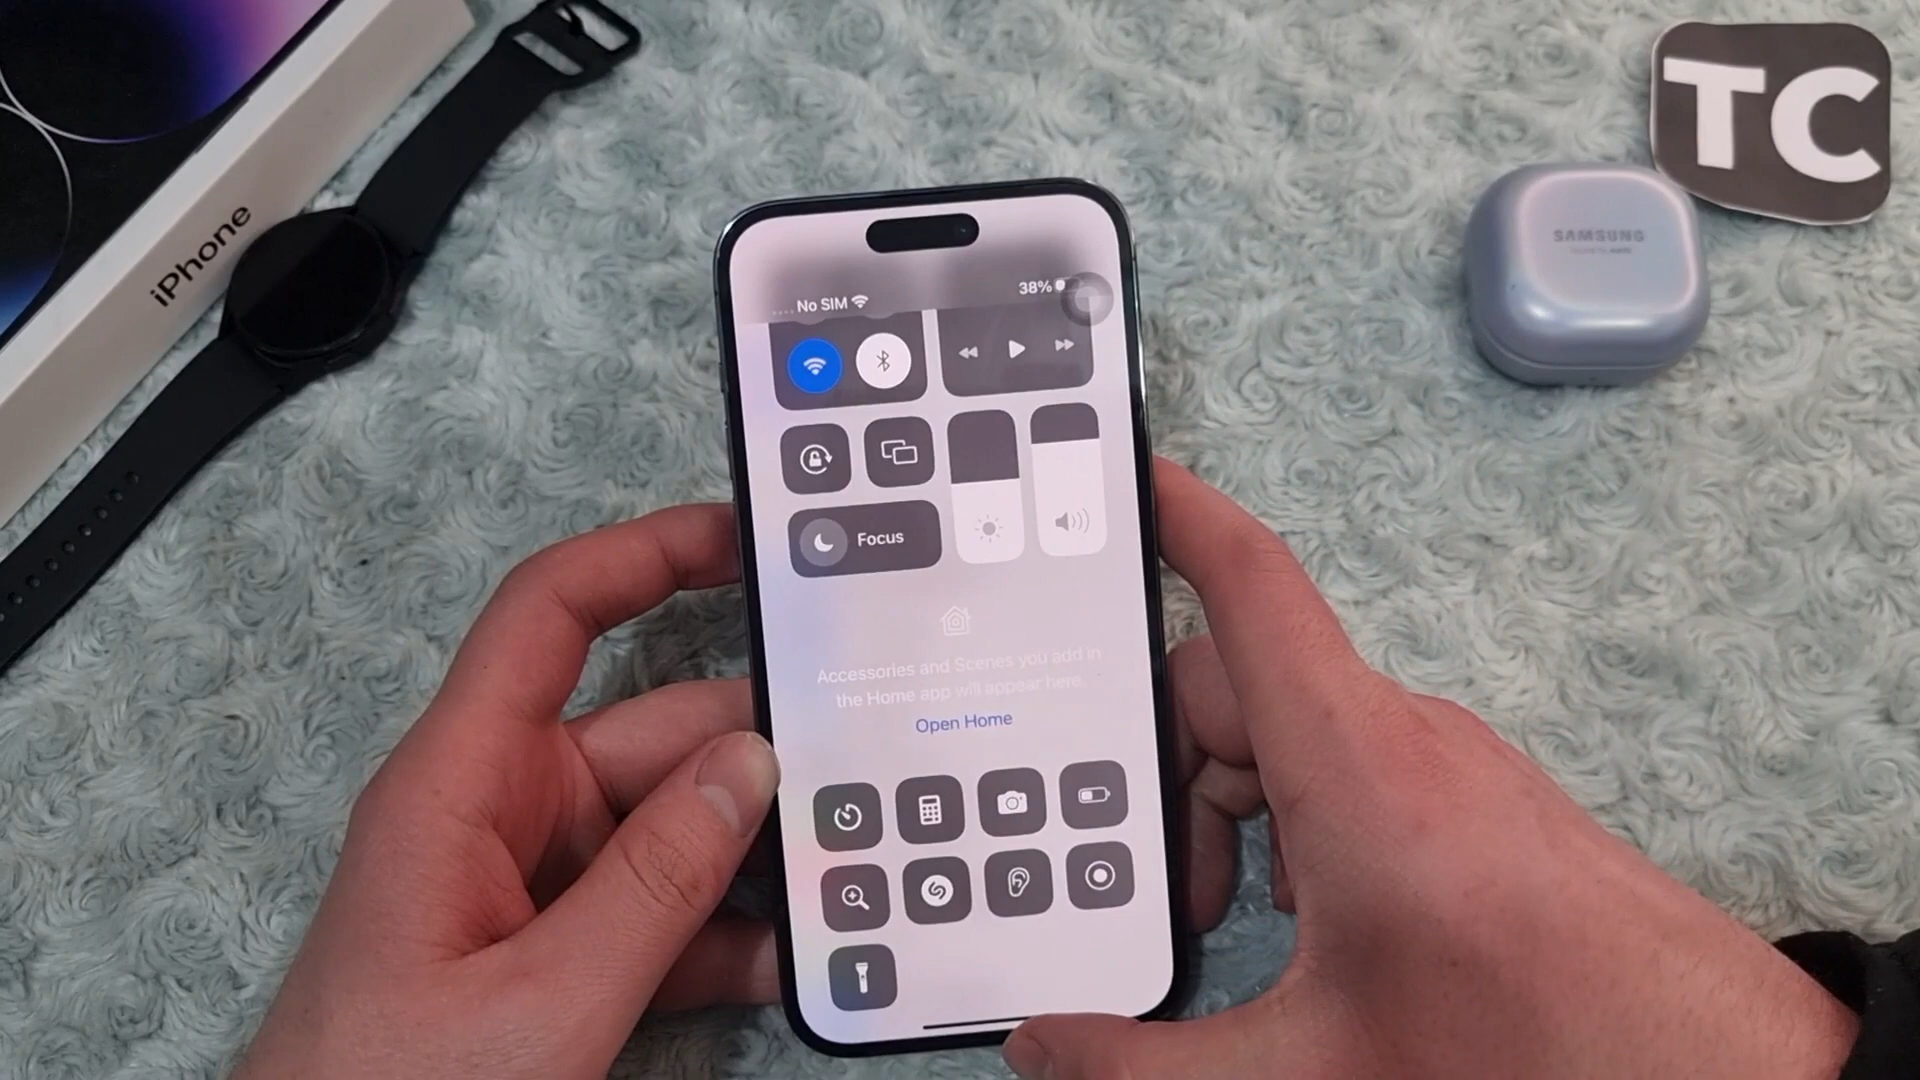 TC
iPhone
SAMSUNG
No SIM
38%
Focus
Accessories and Scenes you add in
the Home app will appear here.
Open Home